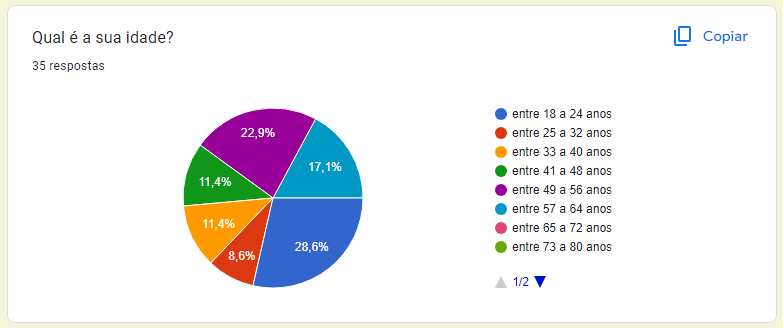 Qual é a sua idade?
Copiar
35 respostas
22,9%
17,1%
11,4%
11,4%
8,6%
28,6%
entre 18 a 24 anos
entre 25 a 32 anos
entre 33 a 40 anos
entre 41 a 48 anos
entre 49 a 56 anos
entre 57 a 64 anos
entre 65 a 72 anos
entre 73 a 80 anos
1/2